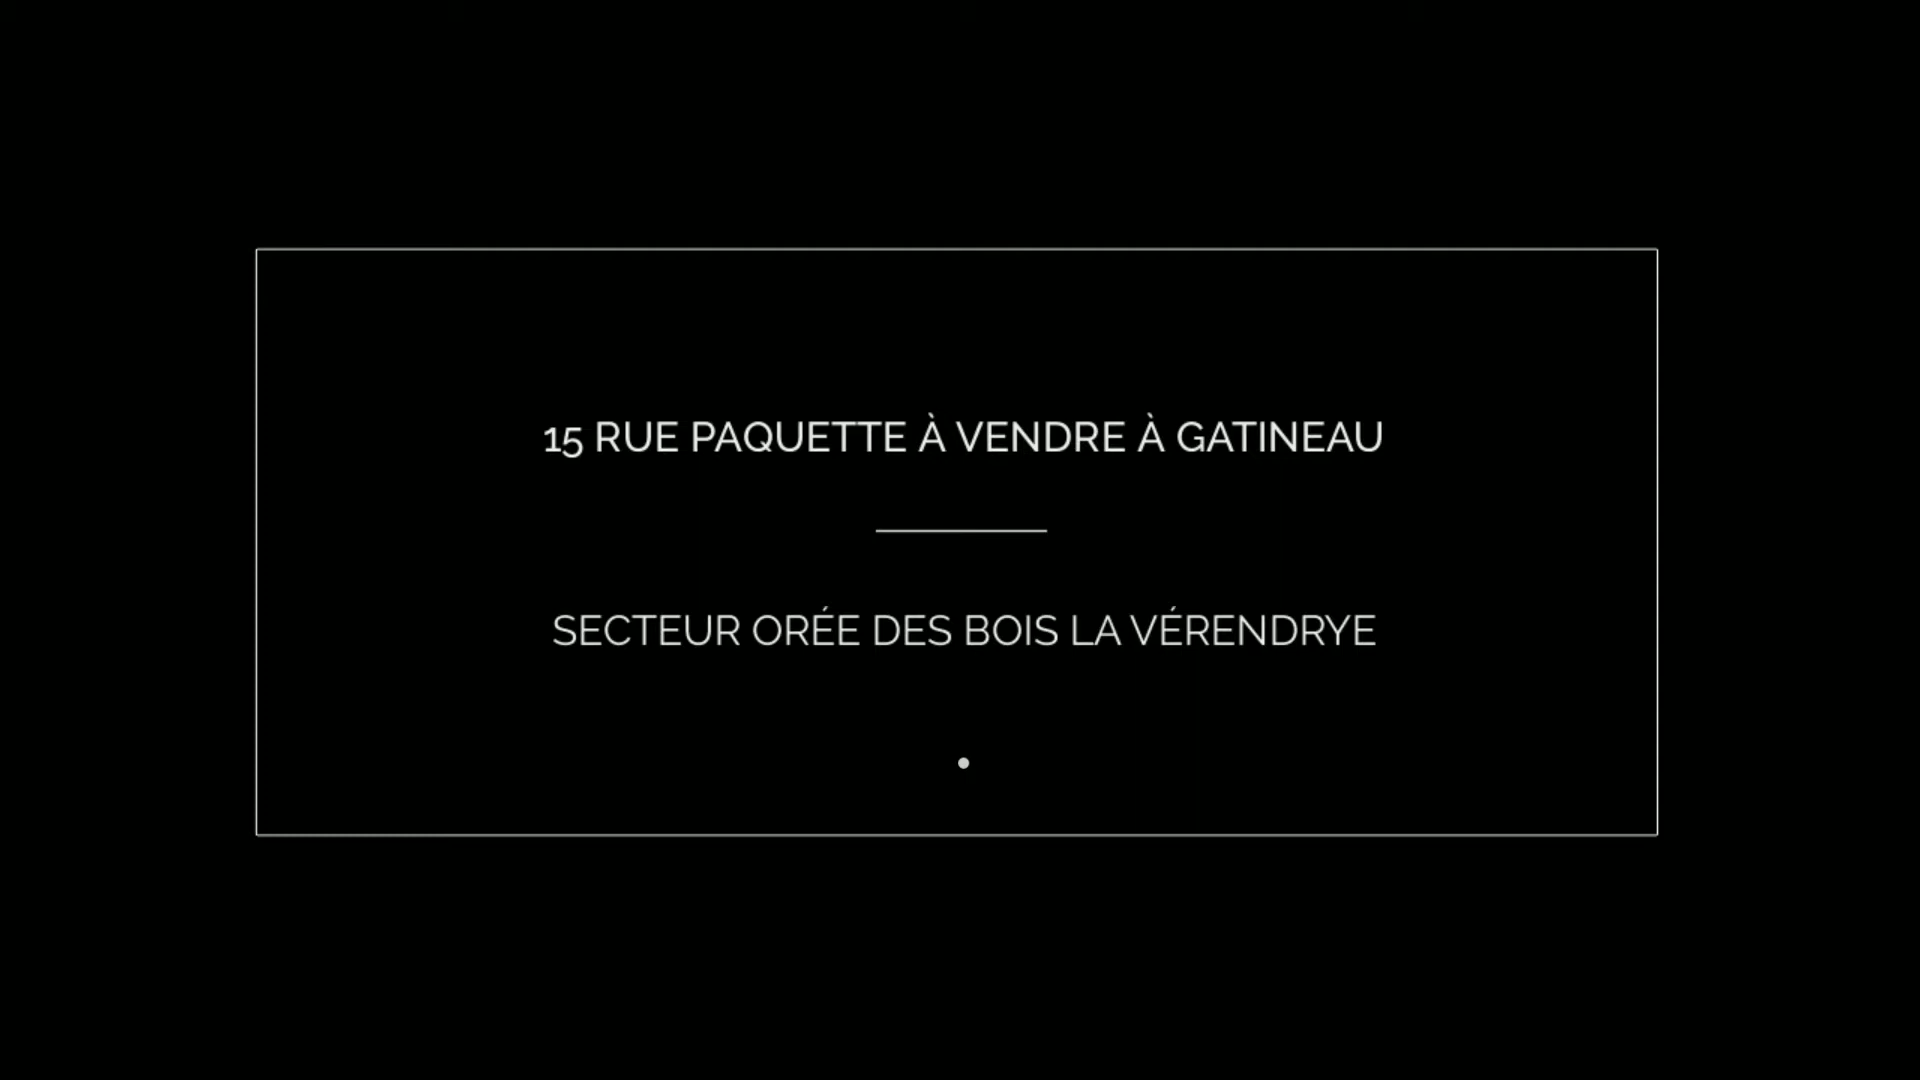 15 RUE PAQUETTE À VENDRE À GATINEAU
SECTEUR ORÉE DES BOIS LA VÉRENDRYE